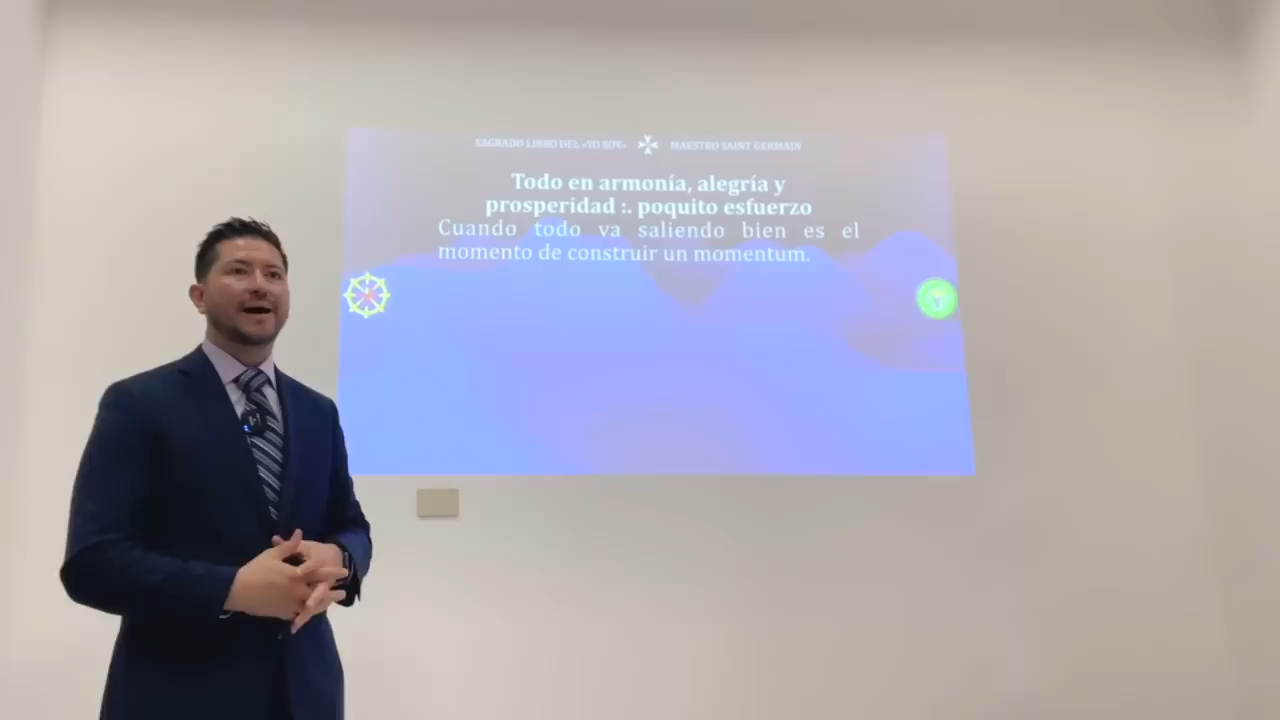 SAGRADO LIBRO DEL «YO SOY» MAESTRO SAINT GERMAIN
Todo en armonía, alegría y
prosperidad :. poquito esfuerzo
Cuando todo va saliendo bien es el
momento de construir un momentum.